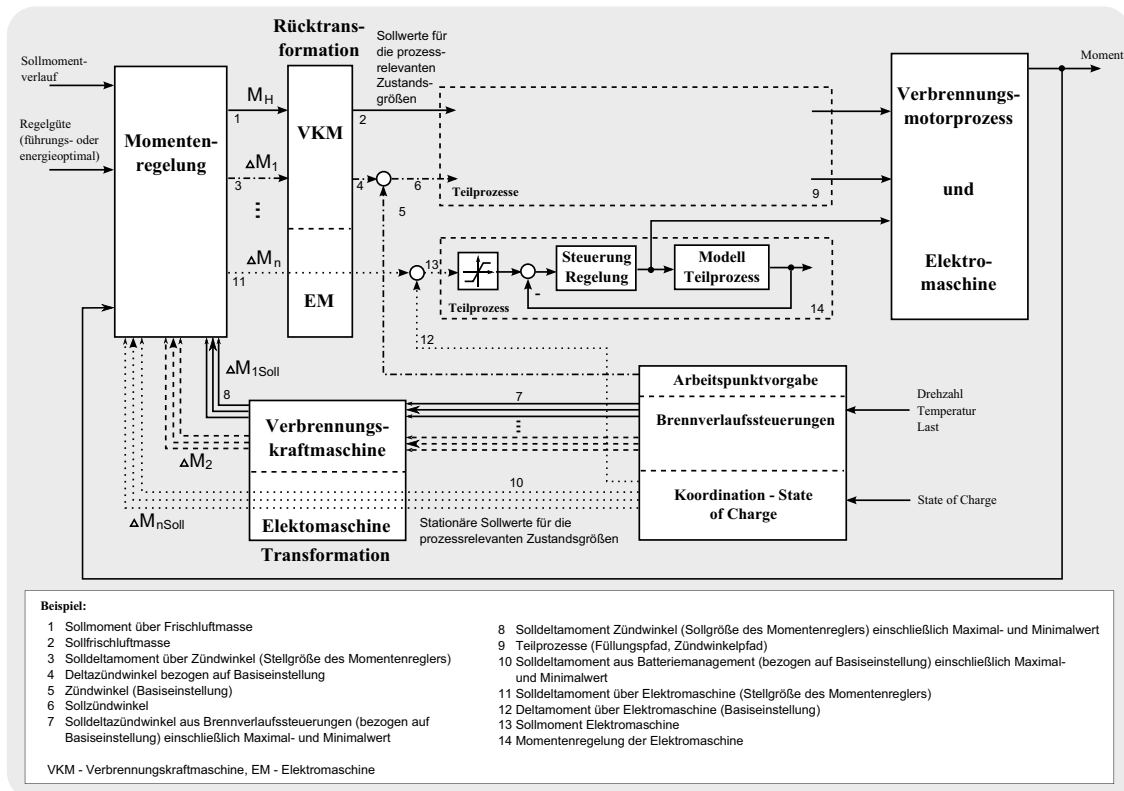 Rücktrans-
formation
Sollwerte für
die prozess-
relevanten
Zustands-
größen
Sollmoment-
verlauf
Regelgüte
(führungs- oder
energieoptimal)
Momenten-
regelung
M_H
1
ΔM_1
3
⋮
ΔM_n
11
VKM
EM
2
4
5
6
Teilprozesse
9
13
Teilprozess
-
Steuerung
Regelung
Modell
Teilprozess
14
12
Verbrennungs-
motorprozess
und
Elektro-
maschine
Moment
ΔM_1Soll
8
ΔM_2
ΔM_nSoll
Verbrennungs-
kraftmaschine
Elektomaschine
Transformation
7
⋮
10
Stationäre Sollwerte für die
prozessrelevanten Zustandsgrößen
Arbeitspunktvorgabe
Brennverlaufssteuerungen
Koordination - State
of Charge
Drehzahl
Temperatur
Last
State of Charge
Beispiel:
1 Sollmoment über Frischluftmasse
2 Sollfrischluftmasse
3 Solldeltamoment über Zündwinkel (Stellgröße des Momentenreglers)
4 Deltazündwinkel bezogen auf Basiseinstellung
5 Zündwinkel (Basiseinstellung)
6 Sollzündwinkel
7 Solldeltazündwinkel aus Brennverlaufssteuerungen (bezogen auf
Basiseinstellung) einschließlich Maximal- und Minimalwert
8 Solldeltamoment Zündwinkel (Sollgröße des Momentenreglers) einschließlich Maximal- und Minimalwert
9 Teilprozesse (Füllungspfad, Zündwinkelpfad)
10 Solldeltamoment aus Batteriemanagement (bezogen auf Basiseinstellung) einschließlich Maximal-
und Minimalwert
11 Solldeltamoment über Elektromaschine (Stellgröße des Momentenreglers)
12 Deltamoment über Elektromaschine (Basiseinstellung)
13 Sollmoment Elektromaschine
14 Momentenregelung der Elektomaschine
VKM - Verbrennungskraftmaschine, EM - Elektomaschine